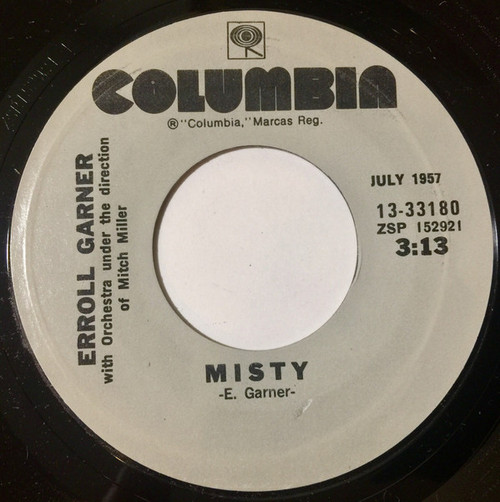 COLUMBIA
®"Columbia," Marcas Reg.
ERROLL GARNER
with Orchestra under the direction
of Mitch Miller
JULY 1957
13-33180
ZSP 152921
3:13
MISTY
-E. Garner-